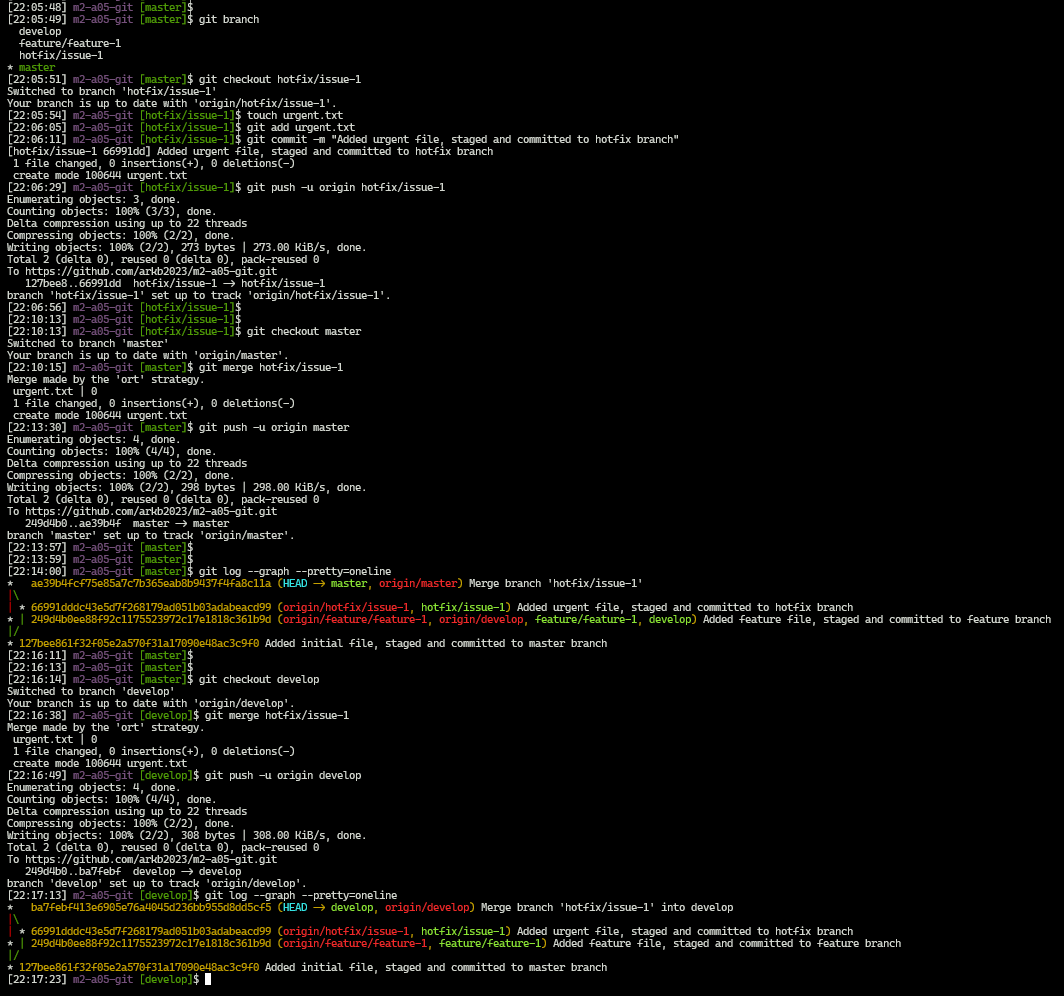 [22:05:48] m2-a05-git [master]$
[22:05:49] m2-a05-git [master]$ git branch
  develop
  feature/feature-1
  hotfix/issue-1
* master
[22:05:51] m2-a05-git [master]$ git checkout hotfix/issue-1
Switched to branch 'hotfix/issue-1'
Your branch is up to date with 'origin/hotfix/issue-1'.
[22:05:54] m2-a05-git [hotfix/issue-1]$ touch urgent.txt
[22:06:05] m2-a05-git [hotfix/issue-1]$ git add urgent.txt
[22:06:11] m2-a05-git [hotfix/issue-1]$ git commit -m "Added urgent file, staged and committed to hotfix branch"
[hotfix/issue-1 66991dd] Added urgent file, staged and committed to hotfix branch
 1 file changed, 0 insertions(+), 0 deletions(-)
 create mode 100644 urgent.txt
[22:06:29] m2-a05-git [hotfix/issue-1]$ git push -u origin hotfix/issue-1
Enumerating objects: 3, done.
Counting objects: 100% (3/3), done.
Delta compression using up to 22 threads
Compressing objects: 100% (2/2), done.
Writing objects: 100% (2/2), 273 bytes | 273.00 KiB/s, done.
Total 2 (delta 0), reused 0 (delta 0), pack-reused 0
To https://github.com/arkb2023/m2-a05-git.git
   127bee8..66991dd  hotfix/issue-1 -> hotfix/issue-1
branch 'hotfix/issue-1' set up to track 'origin/hotfix/issue-1'.
[22:06:56] m2-a05-git [hotfix/issue-1]$
[22:10:13] m2-a05-git [hotfix/issue-1]$
[22:10:13] m2-a05-git [hotfix/issue-1]$ git checkout master
Switched to branch 'master'
Your branch is up to date with 'origin/master'.
[22:10:15] m2-a05-git [master]$ git merge hotfix/issue-1
Merge made by the 'ort' strategy.
 urgent.txt | 0
 1 file changed, 0 insertions(+), 0 deletions(-)
 create mode 100644 urgent.txt
[22:13:30] m2-a05-git [master]$ git push -u origin master
Enumerating objects: 4, done.
Counting objects: 100% (4/4), done.
Delta compression using up to 22 threads
Compressing objects: 100% (2/2), done.
Writing objects: 100% (2/2), 298 bytes | 298.00 KiB/s, done.
Total 2 (delta 0), reused 0 (delta 0), pack-reused 0
To https://github.com/arkb2023/m2-a05-git.git
   249d4b0..ae39b4f  master -> master
branch 'master' set up to track 'origin/master'.
[22:13:57] m2-a05-git [master]$
[22:13:59] m2-a05-git [master]$
[22:14:00] m2-a05-git [master]$ git log --graph --pretty=oneline
*   ae39b4fcf75e85a7c7b365eab8b9437f4fa8c11a (HEAD -> master, origin/master) Merge branch 'hotfix/issue-1'
|\
| * 66991dddc43e5d7f268179ad051b03adabeacd99 (origin/hotfix/issue-1, hotfix/issue-1) Added urgent file, staged and committed to hotfix branch
* | 249d4b0ee88f92c1175523972c17e1818c361b9d (origin/feature/feature-1, origin/develop, feature/feature-1, develop) Added feature file, staged and committed to feature branch
|/
* 127bee861f32f05e2a570f31a17090e48ac3c9f0 Added initial file, staged and committed to master branch
[22:16:11] m2-a05-git [master]$
[22:16:13] m2-a05-git [master]$
[22:16:14] m2-a05-git [master]$ git checkout develop
Switched to branch 'develop'
Your branch is up to date with 'origin/develop'.
[22:16:38] m2-a05-git [develop]$ git merge hotfix/issue-1
Merge made by the 'ort' strategy.
 urgent.txt | 0
 1 file changed, 0 insertions(+), 0 deletions(-)
 create mode 100644 urgent.txt
[22:16:49] m2-a05-git [develop]$ git push -u origin develop
Enumerating objects: 4, done.
Counting objects: 100% (4/4), done.
Delta compression using up to 22 threads
Compressing objects: 100% (2/2), done.
Writing objects: 100% (2/2), 308 bytes | 308.00 KiB/s, done.
Total 2 (delta 0), reused 0 (delta 0), pack-reused 0
To https://github.com/arkb2023/m2-a05-git.git
   249d4b0..ba7febf  develop -> develop
branch 'develop' set up to track 'origin/develop'.
[22:17:13] m2-a05-git [develop]$ git log --graph --pretty=oneline
*   ba7febf413e6905e76a4045d236bb955d8dd5cf5 (HEAD -> develop, origin/develop) Merge branch 'hotfix/issue-1' into develop
|\
| * 66991dddc43e5d7f268179ad051b03adabeacd99 (origin/hotfix/issue-1, hotfix/issue-1) Added urgent file, staged and committed to hotfix branch
* | 249d4b0ee88f92c1175523972c17e1818c361b9d (origin/feature/feature-1, feature/feature-1) Added feature file, staged and committed to feature branch
|/
* 127bee861f32f05e2a570f31a17090e48ac3c9f0 Added initial file, staged and committed to master branch
[22:17:23] m2-a05-git [develop]$